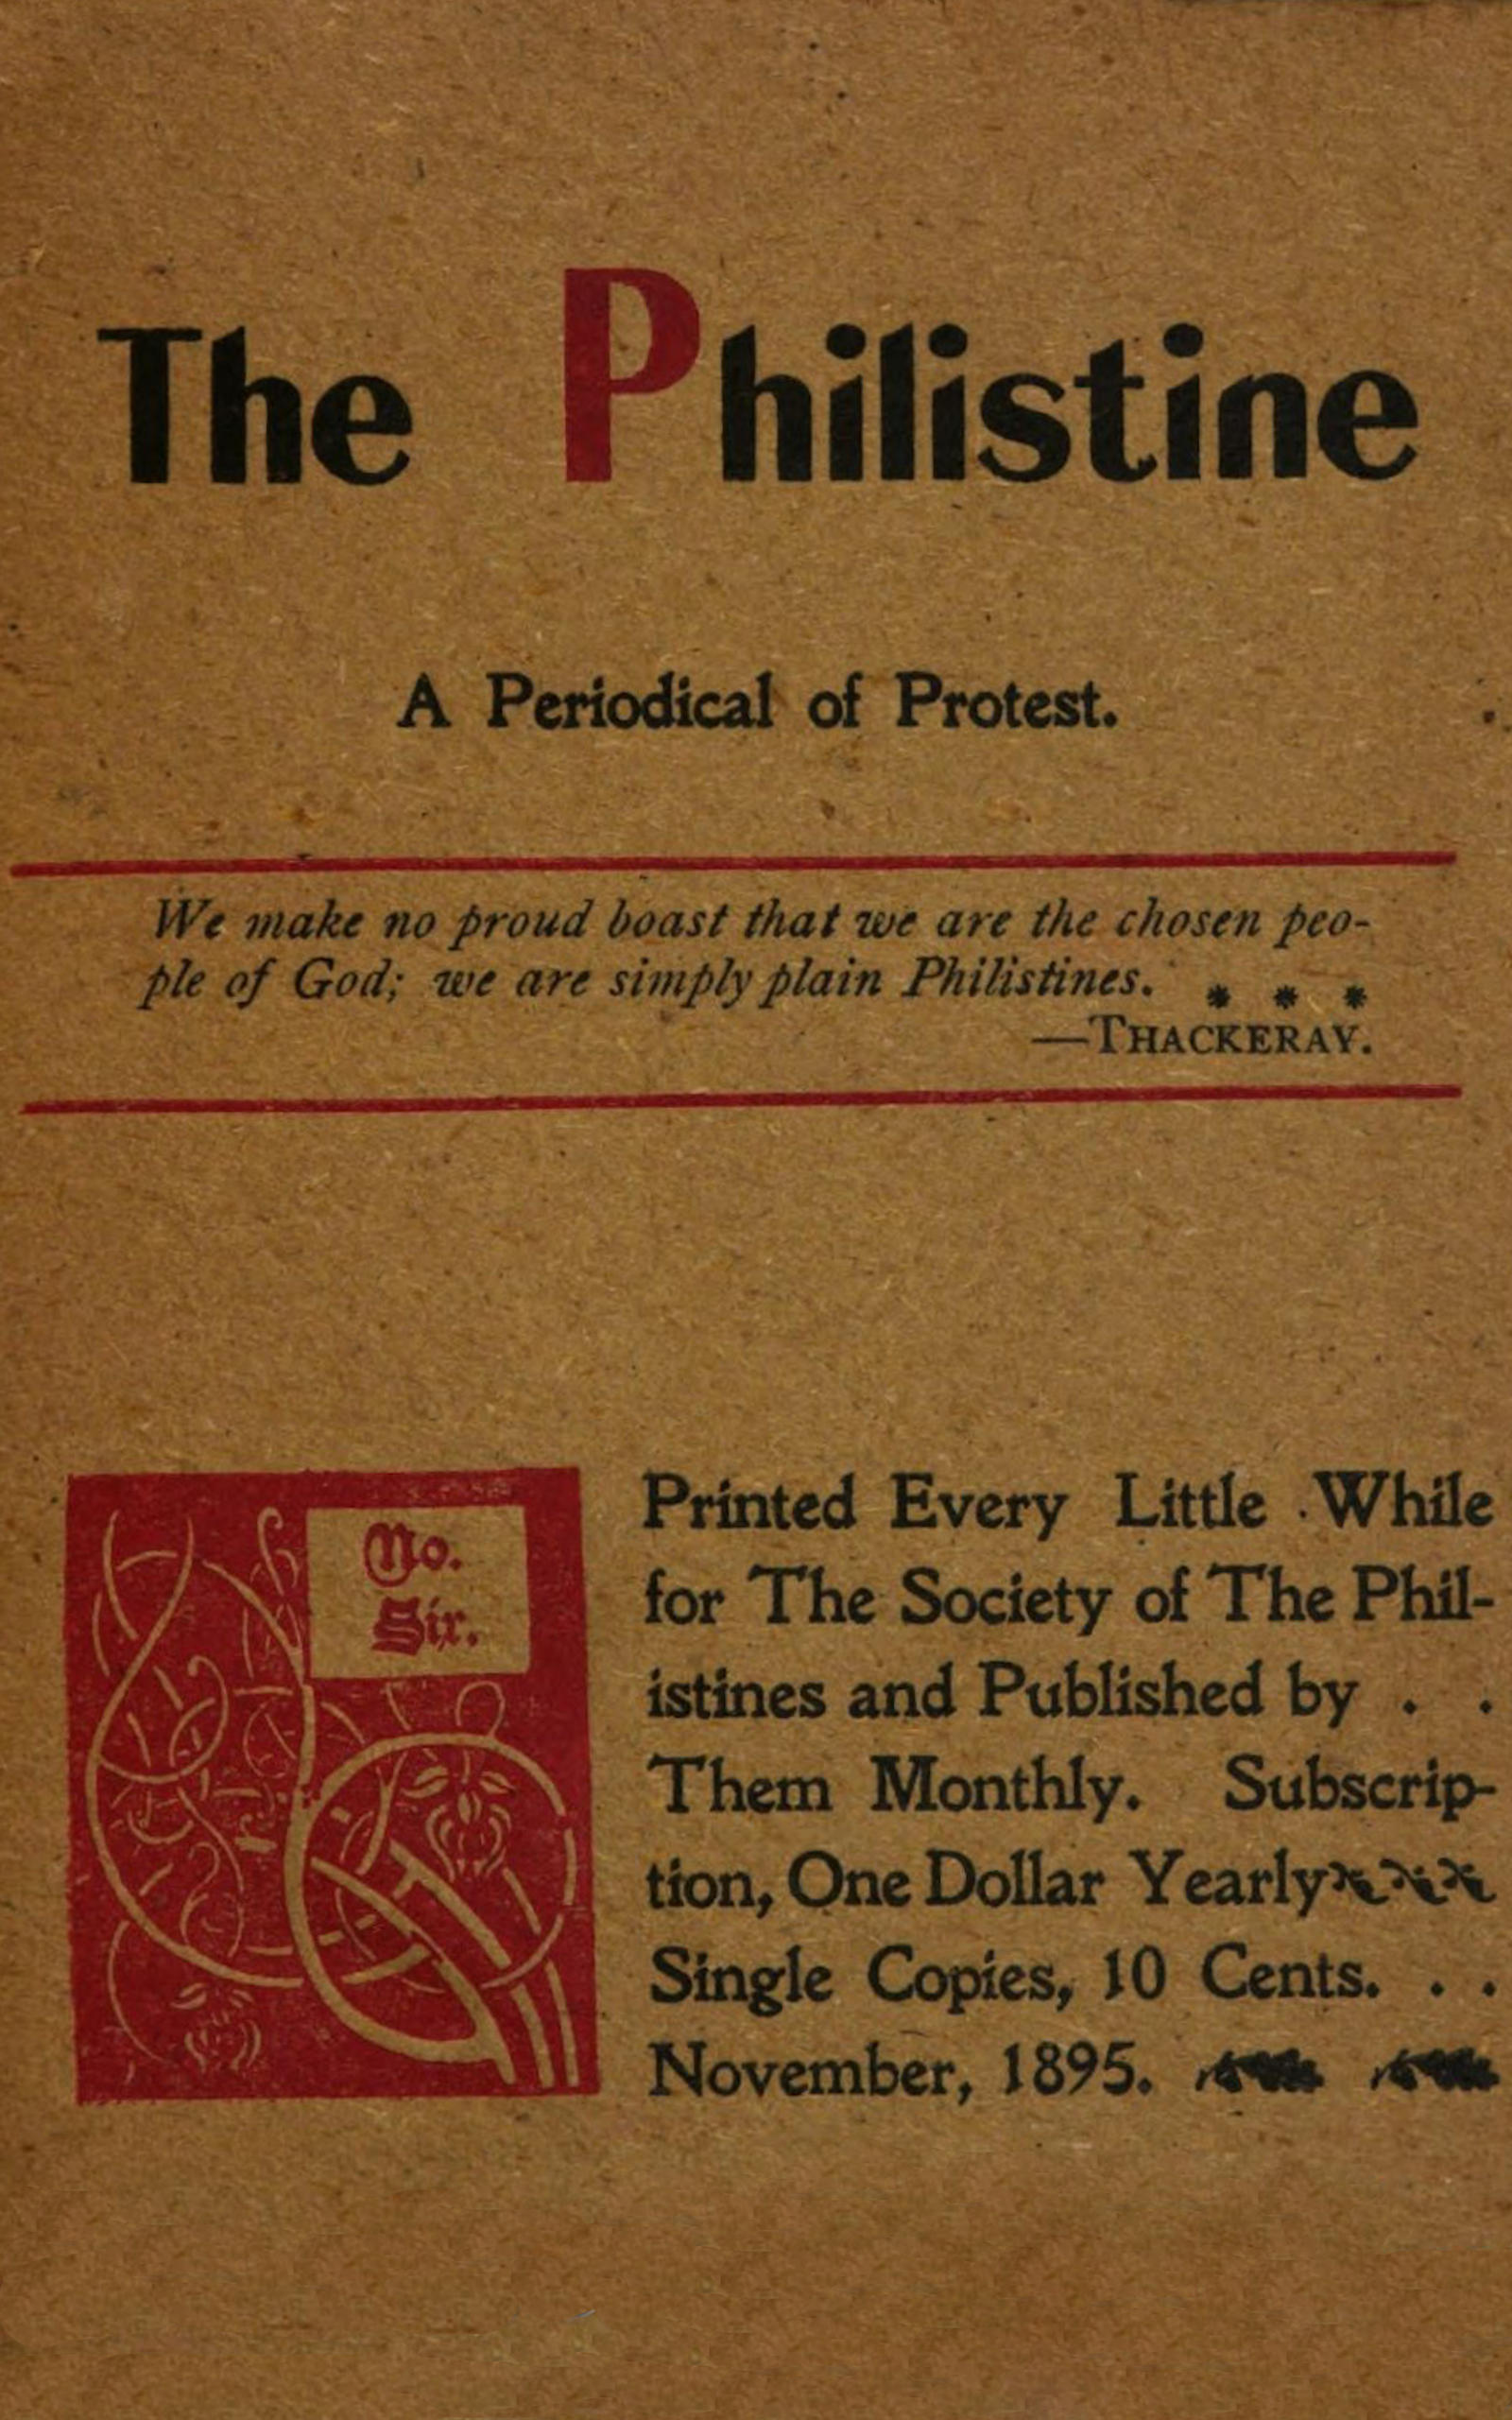 The Philistine
A Periodical of Protest.
We make no proud boast that we are the chosen peo-
ple of God; we are simply plain Philistines. * * *
—THACKERAY.
No.
Six.
Printed Every Little While
for The Society of The Phil-
istines and Published by . .
Them Monthly. Subscrip-
tion, One Dollar Yearly
Single Copies, 10 Cents. . .
November, 1895.